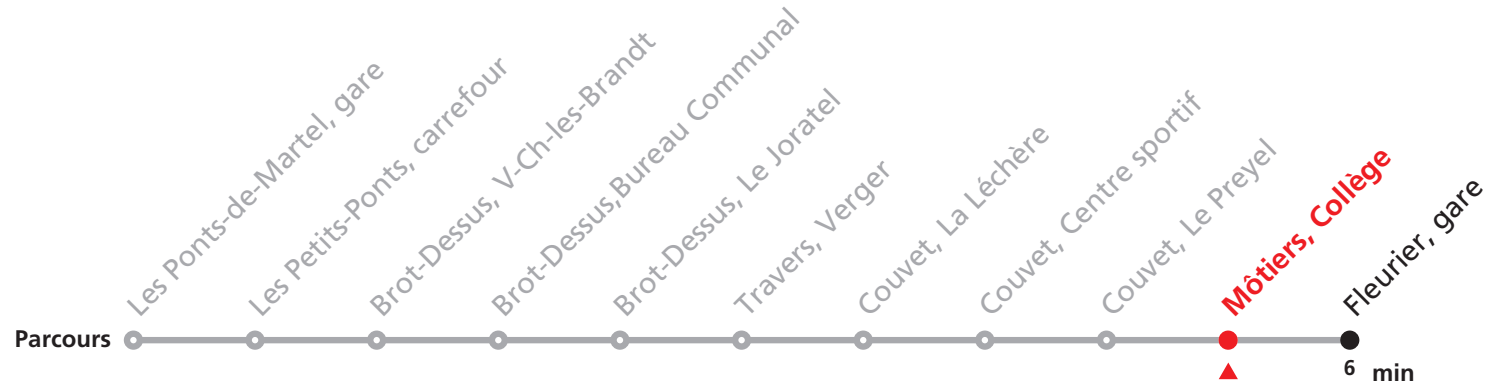 Les Ponts-de-Martel, gare
Les Petits-Ponts, carrefour
Brot-Dessus, V-Ch-les-Brandt
Brot-Dessus,Bureau Communal
Brot-Dessus, Le Joratel
Travers, Verger
Couvet, La Léchère
Couvet, Centre sportif
Couvet, Le Preyel
Môtiers, Collège
Fleurier, gare
Parcours
6 min